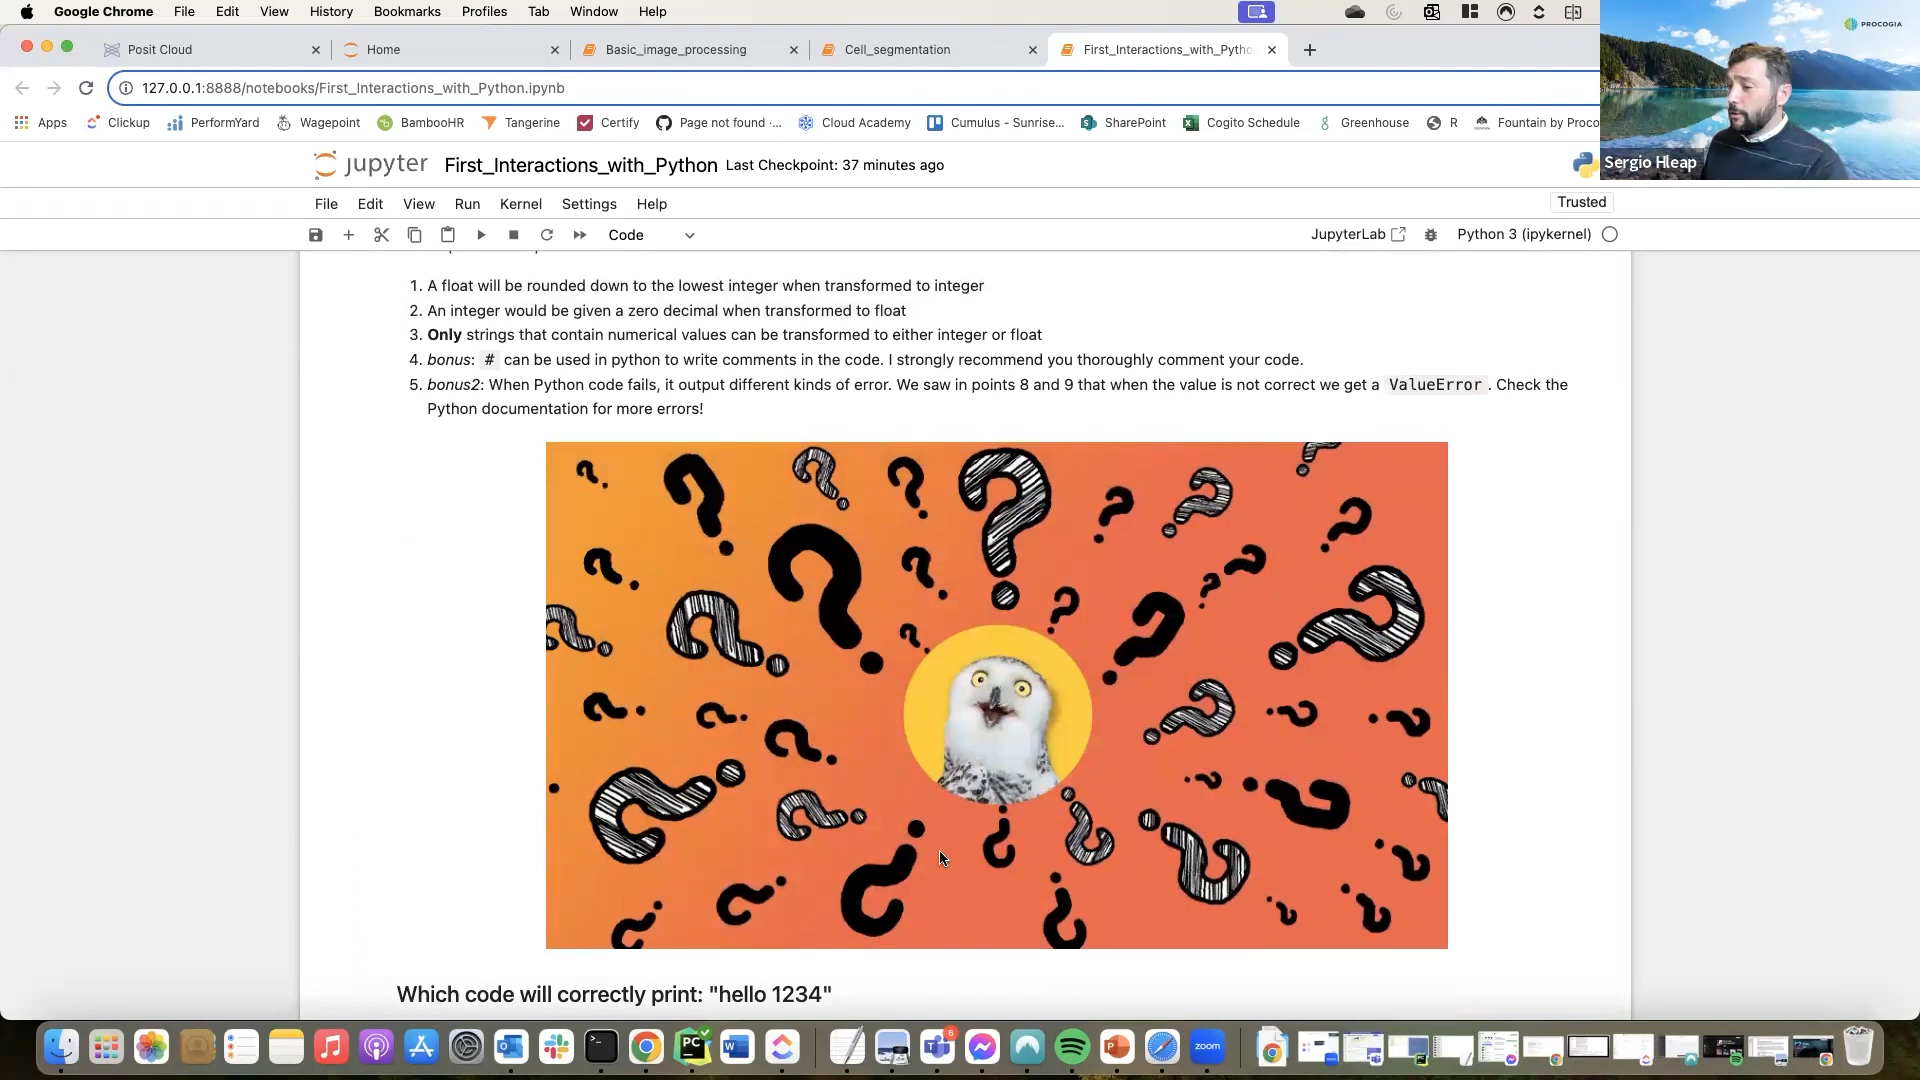 Google Chrome File Edit View History Bookmarks Profiles Tab Window Help
PROCOGIA
Posit Cloud Home Basic_image_processing Cell_segmentation First_Interactions_with_Pytho
127.0.0.1:8888/notebooks/First_Interactions_with_Python.ipynb
Apps Clickup PerformYard Wagepoint BambooHR Tangerine Certify Page not found ·... Cloud Academy Cumulus - Sunrise... SharePoint Cogito Schedule Greenhouse R Fountain by Proco
Sergio Hleap
jupyter First_Interactions_with_Python Last Checkpoint: 37 minutes ago
File Edit View Run Kernel Settings Help
Trusted
Code JupyterLab Python 3 (ipykernel)
1. A float will be rounded down to the lowest integer when transformed to integer
2. An integer would be given a zero decimal when transformed to float
3. Only strings that contain numerical values can be transformed to either integer or float
4. bonus: # can be used in python to write comments in the code. I strongly recommend you thoroughly comment your code.
5. bonus2: When Python code fails, it output different kinds of error. We saw in points 8 and 9 that when the value is not correct we get a ValueError. Check the
Python documentation for more errors!
Which code will correctly print: "hello 1234"
PC W 6 P zoom